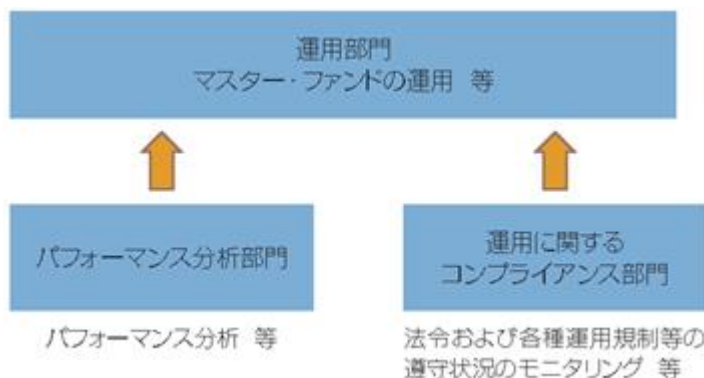 運用部門
マスター・ファンドの運用 等
パフォーマンス分析部門
パフォーマンス分析 等
運用に関する
コンプライアンス部門
法令および各種運用規制等の
遵守状況のモニタリング 等